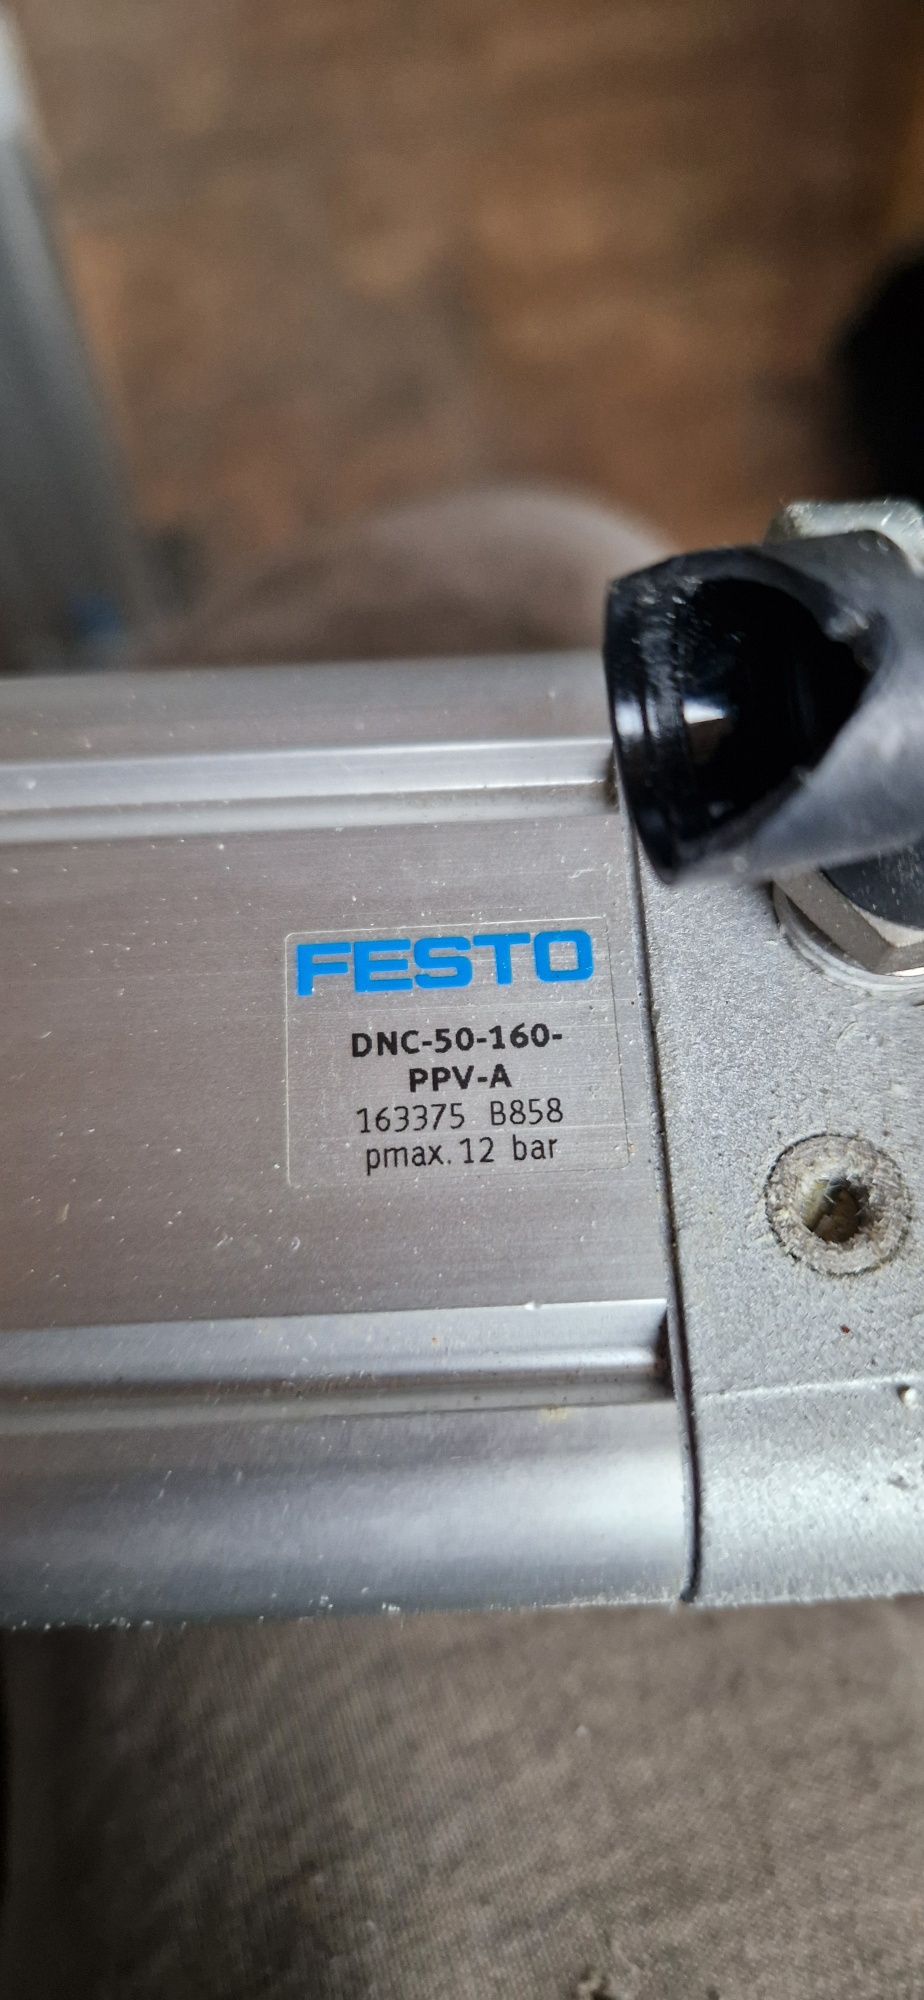 FESTO
DNC-50-160-
PPV-A
163375 B858
pmax. 12 bar